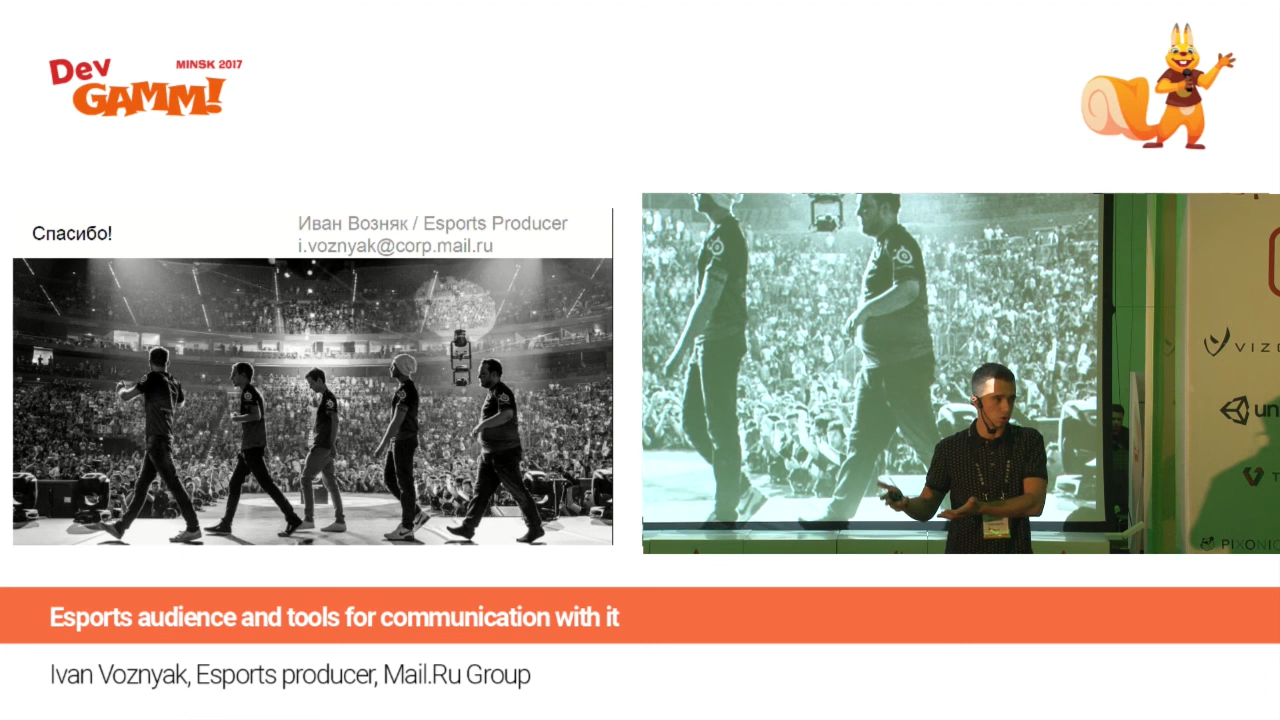 Dev
MINSK 2017
GAMM!
Спасибо!
Иван Возняк / Esports Producer
i.voznyak@corp.mail.ru
PIXONIC
Esports audience and tools for communication with it
Ivan Voznyak, Esports producer, Mail.Ru Group